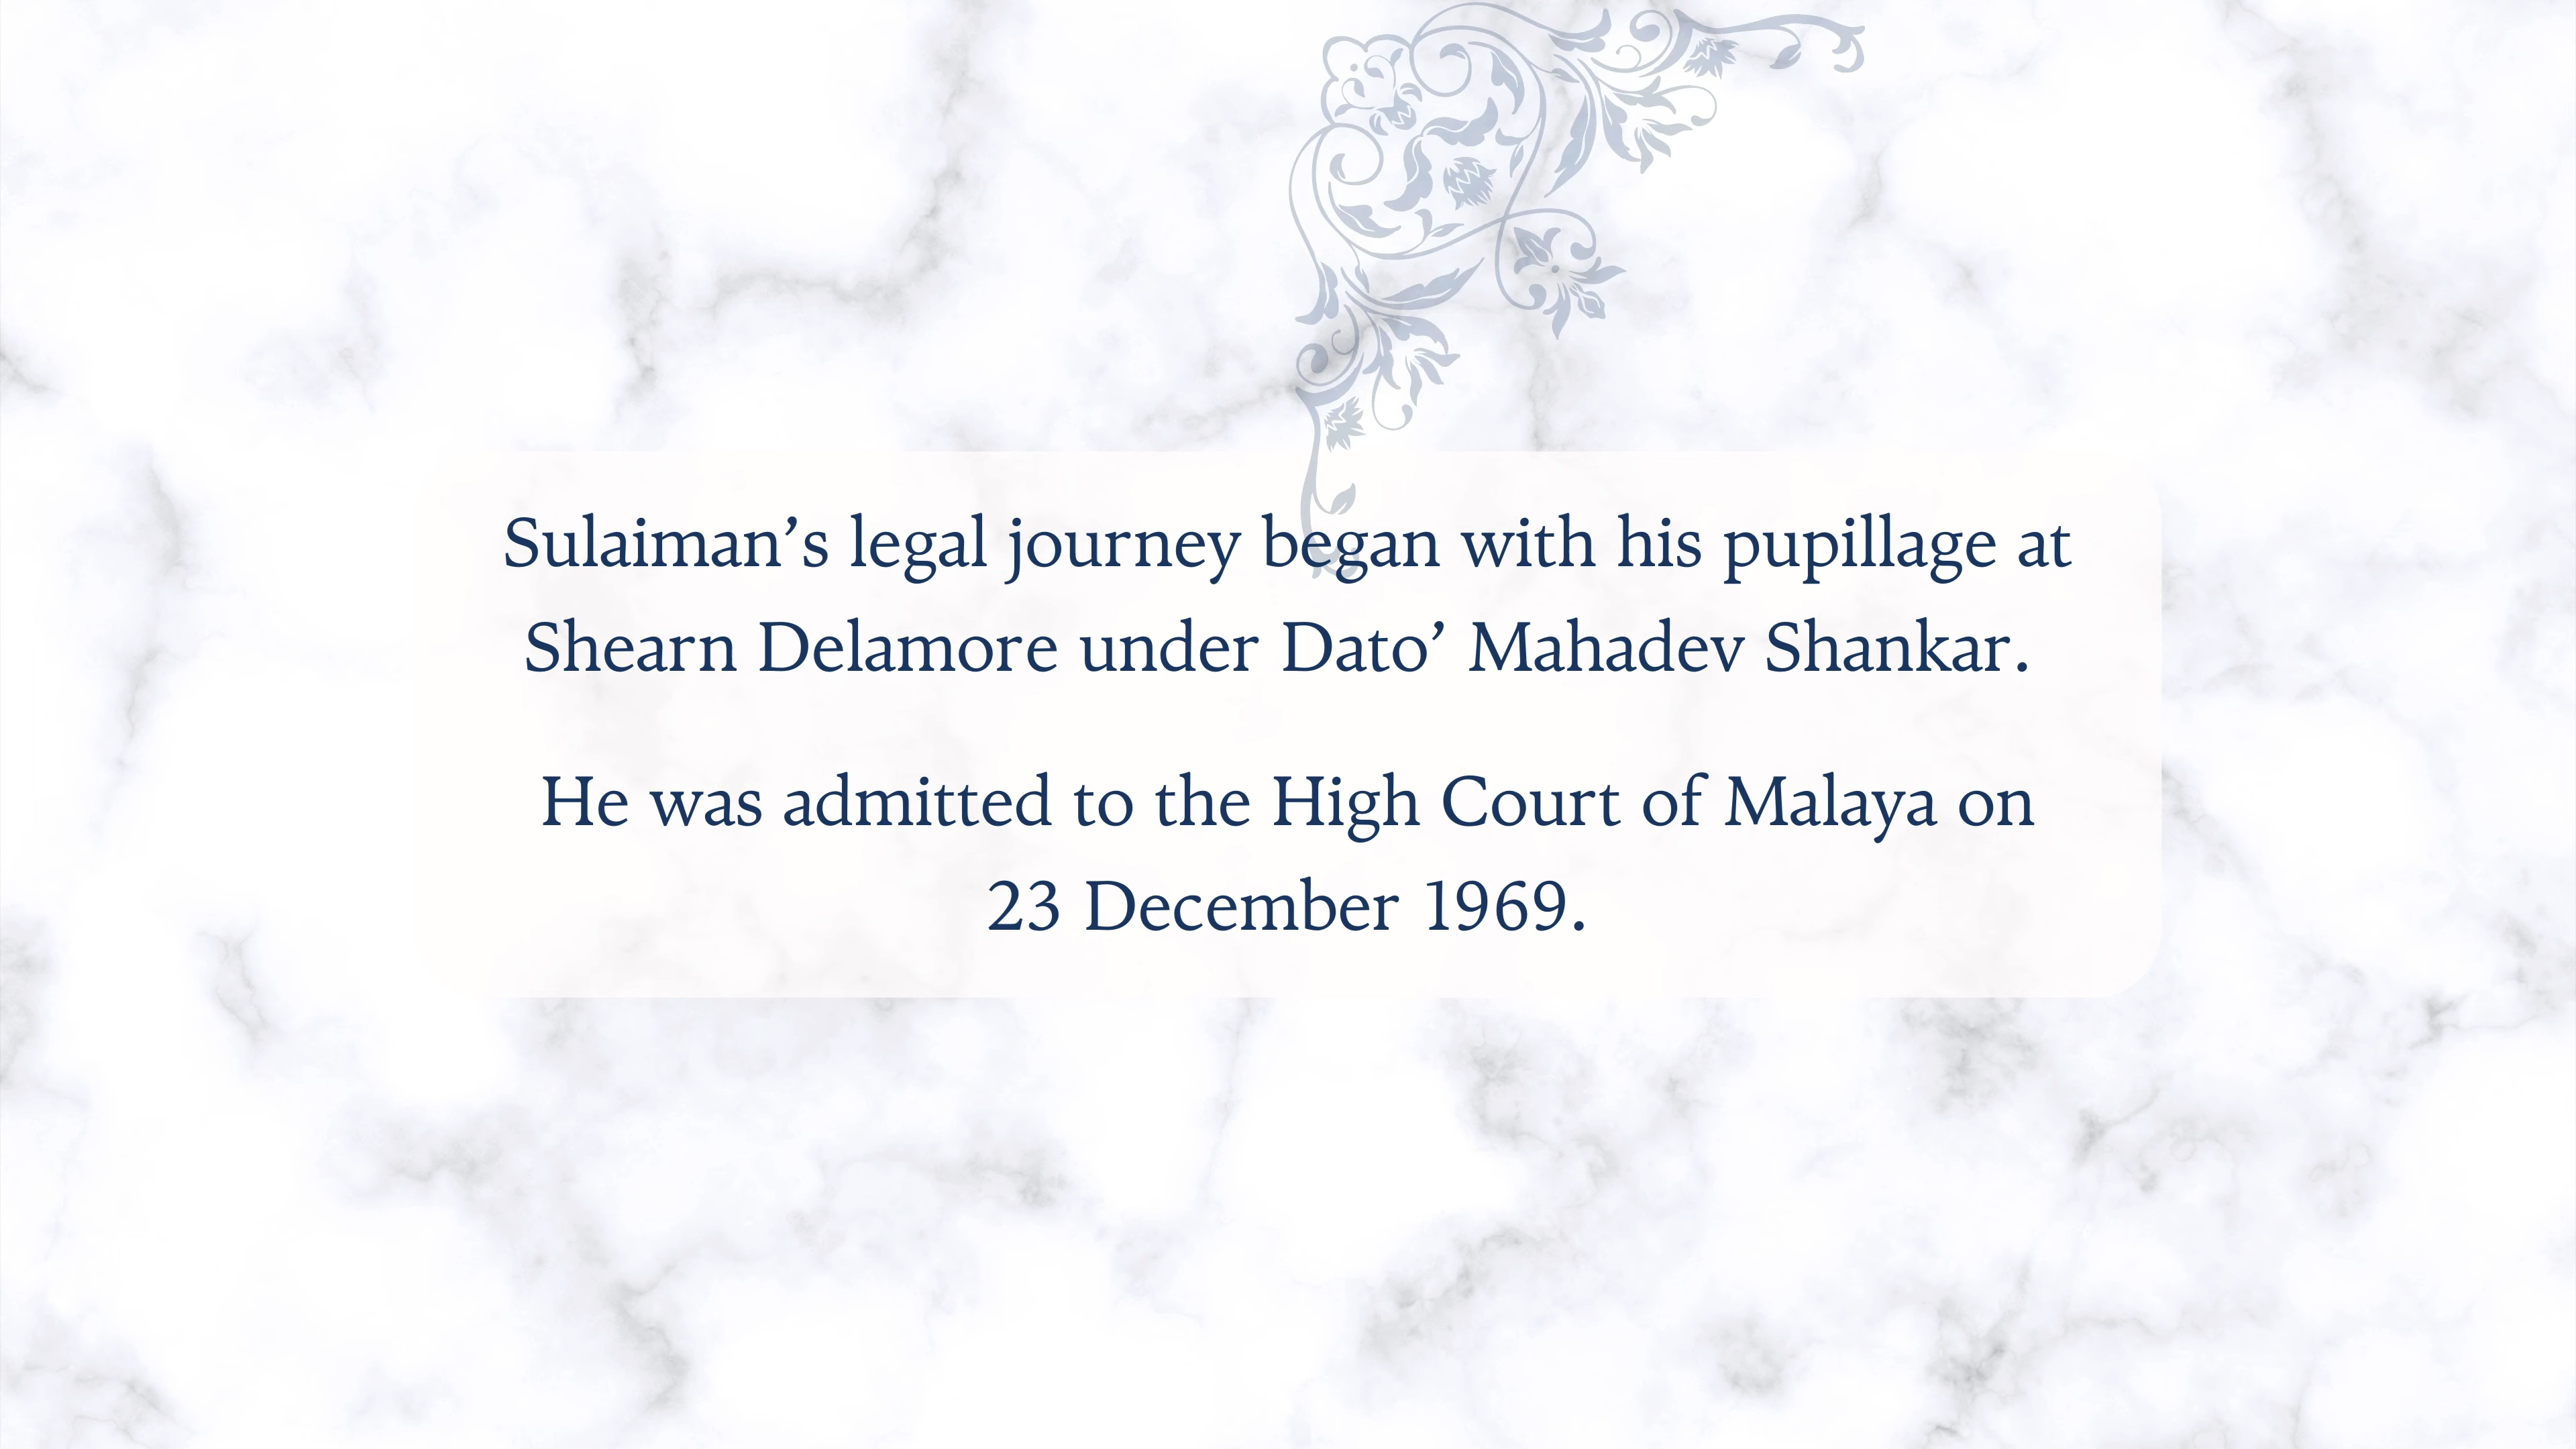 Sulaiman’s legal journey began with his pupillage at
Shearn Delamore under Dato’ Mahadev Shankar.
He was admitted to the High Court of Malaya on
23 December 1969.